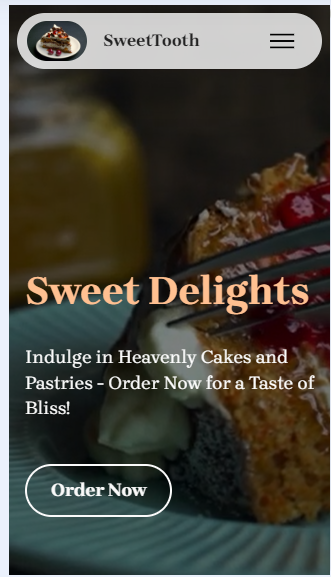 SweetTooth
Sweet Delights
Indulge in Heavenly Cakes and
Pastries - Order Now for a Taste of
Bliss!
Order Now